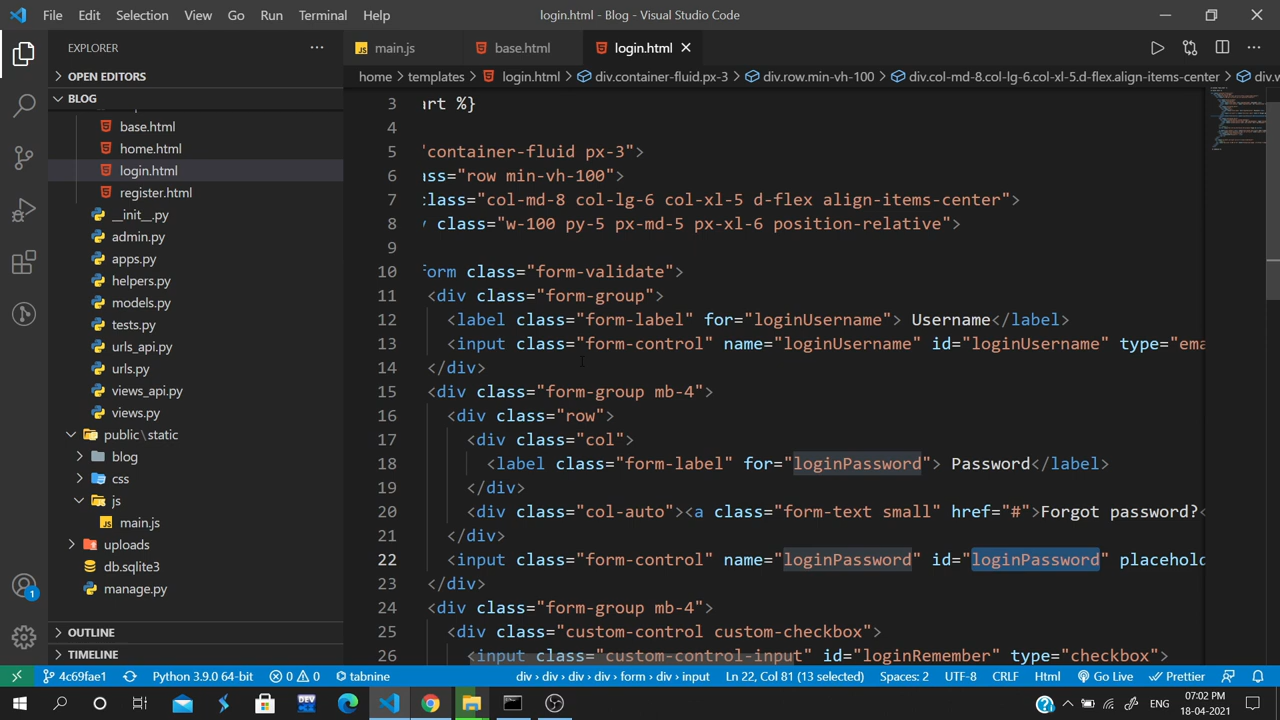 File Edit Selection View Go Run Terminal Help login.html - Blog - Visual Studio Code
EXPLORER
OPEN EDITORS
BLOG
base.html
home.html
login.html
register.html
__init__.py
admin.py
apps.py
helpers.py
models.py
tests.py
urls_api.py
urls.py
views_api.py
views.py
public\static
blog
css
js
main.js
uploads
db.sqlite3
manage.py
OUTLINE
TIMELINE
1
main.js base.html login.html
home templates login.html div.container-fluid.px-3 div.row.min-vh-100 div.col-md-8.col-lg-6.col-xl-5.d-flex.align-items-center div.w
3 art %}
4
5 "container-fluid px-3">
6 ass="row min-vh-100">
7 class="col-md-8 col-lg-6 col-xl-5 d-flex align-items-center">
8 class="w-100 py-5 px-md-5 px-xl-6 position-relative">
9
10 form class="form-validate">
11 <div class="form-group">
12 <label class="form-label" for="loginUsername"> Username</label>
13 <input class="form-control" name="loginUsername" id="loginUsername" type="ema
14 </div>
15 <div class="form-group mb-4">
16 <div class="row">
17 <div class="col">
18 <label class="form-label" for="loginPassword"> Password</label>
19 </div>
20 <div class="col-auto"><a class="form-text small" href="#">Forgot password?<
21 </div>
22 <input class="form-control" name="loginPassword" id="loginPassword" placehold
23 </div>
24 <div class="form-group mb-4">
25 <div class="custom-control custom-checkbox">
26 <input class="custom-control-input" id="loginRemember" type="checkbox">
4c69fae1 Python 3.9.0 64-bit 0 0 tabnine div › div › div › div › form › div › input Ln 22, Col 81 (13 selected) Spaces: 2 UTF-8 CRLF Html Go Live Prettier
ENG 07:02 PM
18-04-2021